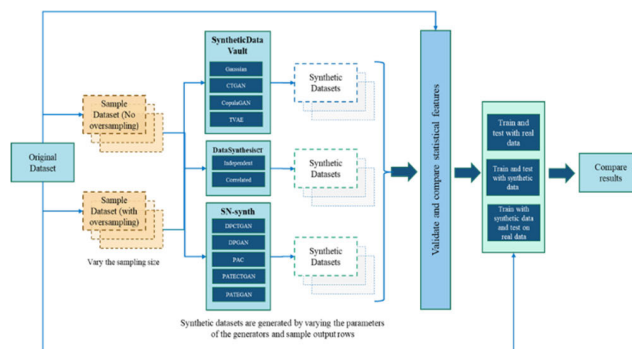 Original
Dataset
Sample
Dataset (No
oversampling)
Sample
Dataset (with
oversampling)
Vary the sampling size
SyntheticData
Vault
Gaussian
CTGAN
CopulaGAN
TVAE
DataSynthesiser
Independent
Correlated
SN-synth
DPCTGAN
DPGAN
PAC
PATECTGAN
PATEGAN
Synthetic
Datasets
Synthetic
Datasets
Synthetic
Datasets
Synthetic datasets are generated by varying the parameters
of the generators and sample output rows
Validate and compare statistical features
Train and
test with real
data
Train and test
with synthetic
data
Train with
synthetic data
and test on
real data
Compare
results